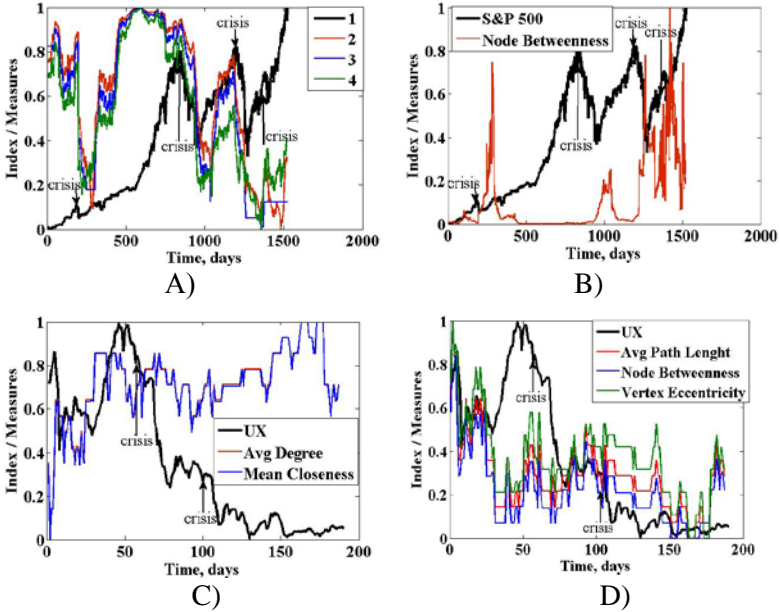 1
2
3
4
crisis
crisis
crisis
crisis
Index / Measures
1
0.8
0.6
0.4
0.2
0
0 500 1000 1500 2000
Time, days
A)
S&P 500
Node Betweenness
crisis
crisis
crisis
crisis
Index / Measures
1
0.8
0.6
0.4
0.2
0
0 500 1000 1500 2000
Time, days
B)
UX
Avg Degree
Mean Closeness
crisis
crisis
Index / Measures
1
0.8
0.6
0.4
0.2
0
0 50 100 150 200
Time, days
C)
UX
Avg Path Lenght
Node Betweenness
Vertex Eccentricity
crisis
crisis
Index / Measures
1
0.8
0.6
0.4
0.2
0
0 50 100 150 200
Time, days
D)